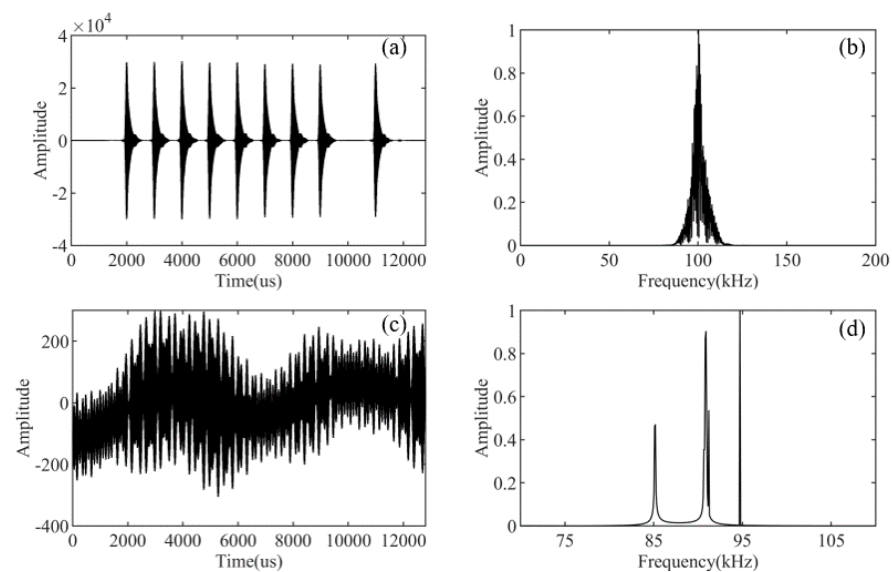 ×10⁴
(a)
4
2
0
-2
-4
Amplitude
0 2000 4000 6000 8000 10000 12000
Time(us)
(b)
1
0.8
0.6
0.4
0.2
0
Amplitude
0 50 100 150 200
Frequency(kHz)
(c)
200
0
-200
-400
Amplitude
0 2000 4000 6000 8000 10000 12000
Time(us)
(d)
1
0.8
0.6
0.4
0.2
0
Amplitude
75 85 95 105
Frequency(kHz)